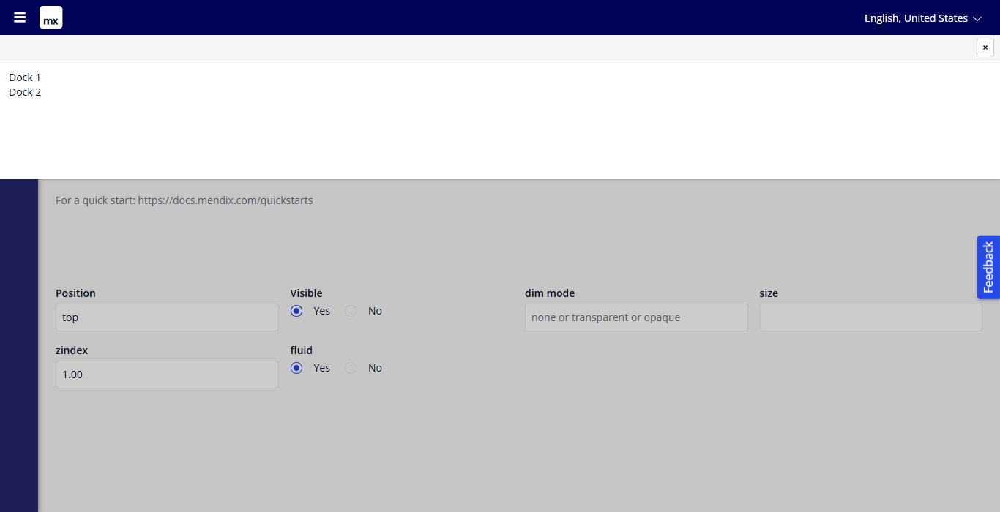 mx
English, United States
×
Dock 1
Dock 2
For a quick start: https://docs.mendix.com/quickstarts
Feedback
Position
Visible
dim mode
size
top
Yes
No
none or transparent or opaque
zindex
fluid
1.00
Yes
No